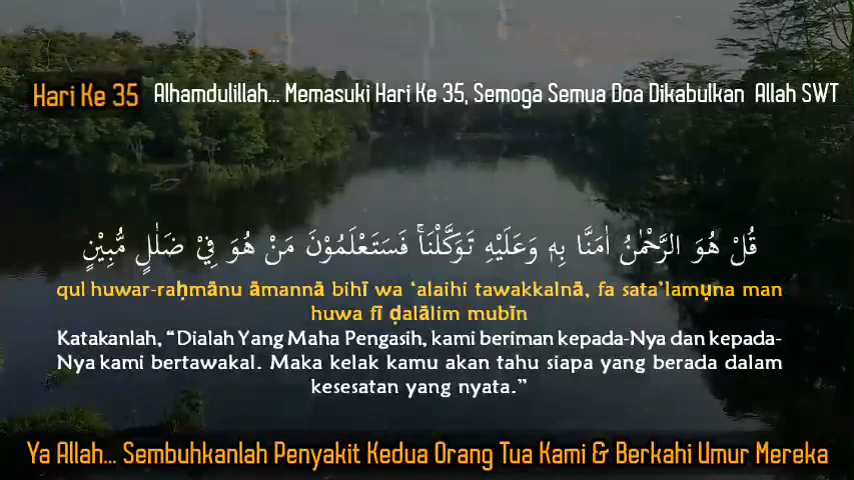 Hari Ke 35 Alhamdulillah... Memasuki Hari Ke 35, Semoga Semua Doa Dikabulkan Allah SWT
قُلْ هُوَ الرَّحْمٰنُ اٰمَنَّا بِهٖ وَعَلَيْهِ تَوَكَّلْنَاۚ فَسَتَعْلَمُوْنَ مَنْ هُوَ فِيْ ضَلٰلٍ مُّبِيْنٍ
qul huwar-raḥmānu āmannā bihī wa ‘alaihi tawakkalnā, fa sata’lamụna man
huwa fī ḍalālim mubīn
Katakanlah, “Dialah Yang Maha Pengasih, kami beriman kepada-Nya dan kepada-
Nya kami bertawakal. Maka kelak kamu akan tahu siapa yang berada dalam
kesesatan yang nyata.”
Ya Allah... Sembuhkanlah Penyakit Kedua Orang Tua Kami & Berkahi Umur Mereka